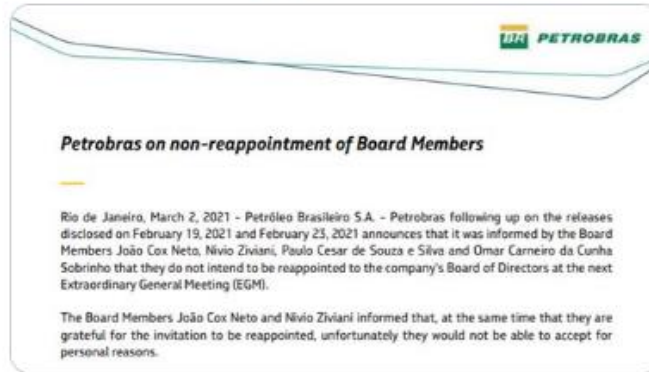 BR PETROBRAS
Petrobras on non-reappointment of Board Members
Rio de Janeiro, March 2, 2021 – Petróleo Brasileiro S.A. - Petrobras following up on the releases
disclosed on February 19, 2021 and February 23, 2021 announces that it was informed by the Board
Members João Cox Neto, Nivio Ziviani, Paulo Cesar de Souza e Silva and Omar Carneiro da Cunha
Sobrinho that they do not intend to be reappointed to the company's Board of Directors at the next
Extraordinary General Meeting (EGM).
The Board Members João Cox Neto and Nivio Ziviani informed that, at the same time that they are
grateful for the invitation to be reappointed, unfortunately they would not be able to accept for
personal reasons.